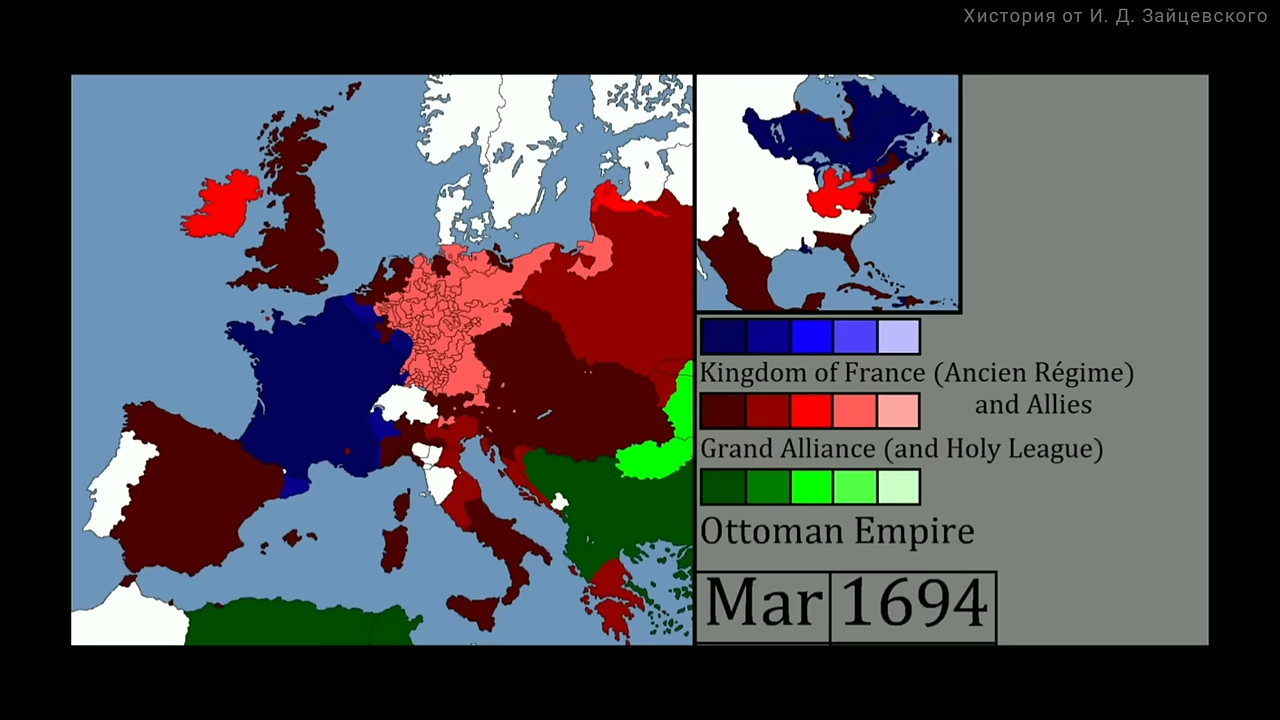 Хистория от И. Д. Зайцевского
Kingdom of France (Ancien Régime)
and Allies
Grand Alliance (and Holy League)
Ottoman Empire
Mar 1694